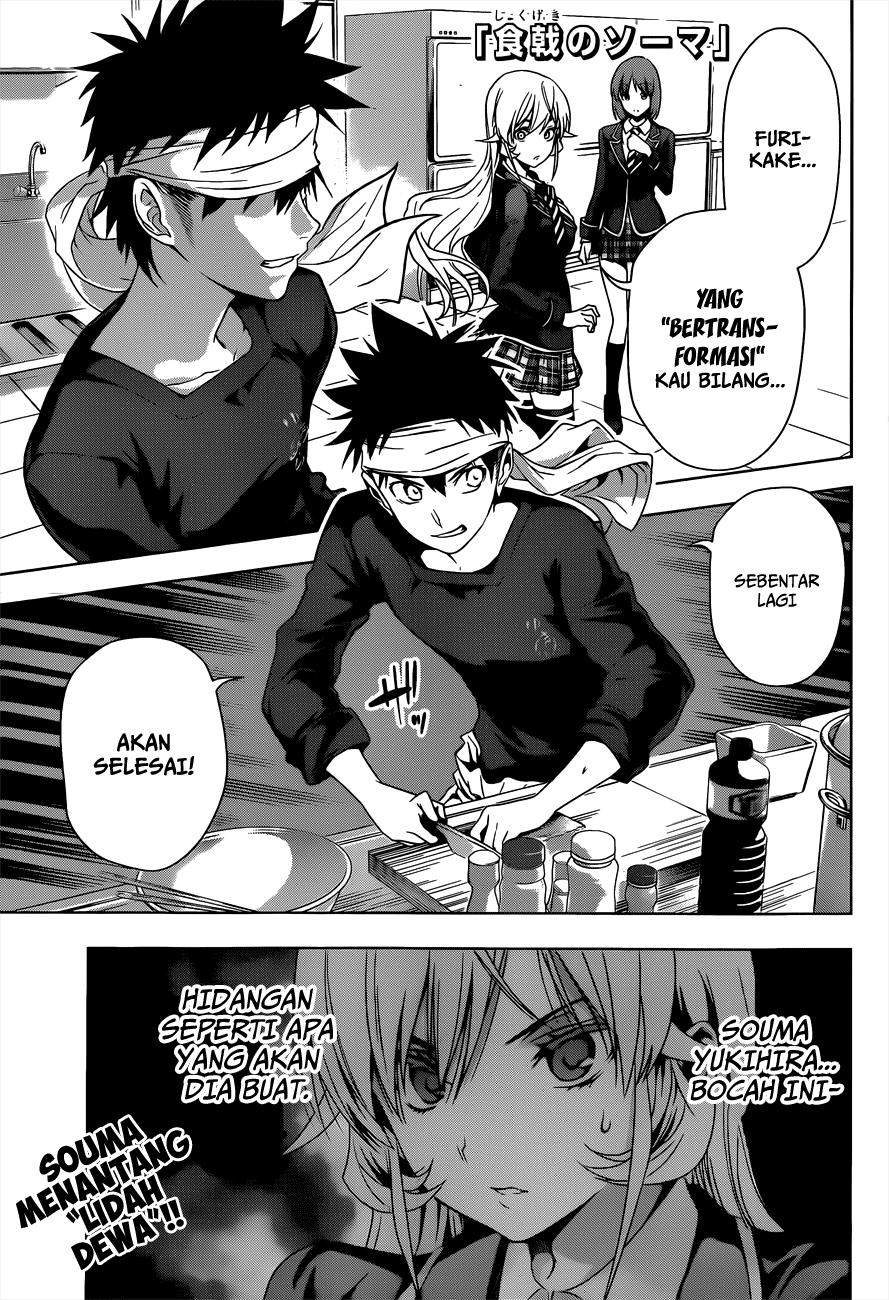 しょくげき
「食戟のソーマ」
FURI-
KAKE...
YANG
"BERTRANS-
FORMASI"
KAU BILANG...
SEBENTAR
LAGI
AKAN
SELESAI!
SOUMA
YUKIHIRA...
BOCAH INI-
HIDANGAN
SEPERTI APA
YANG AKAN
DIA BUAT.
SOUMA
MENANTANG
"LIDAH
DEWA"!!